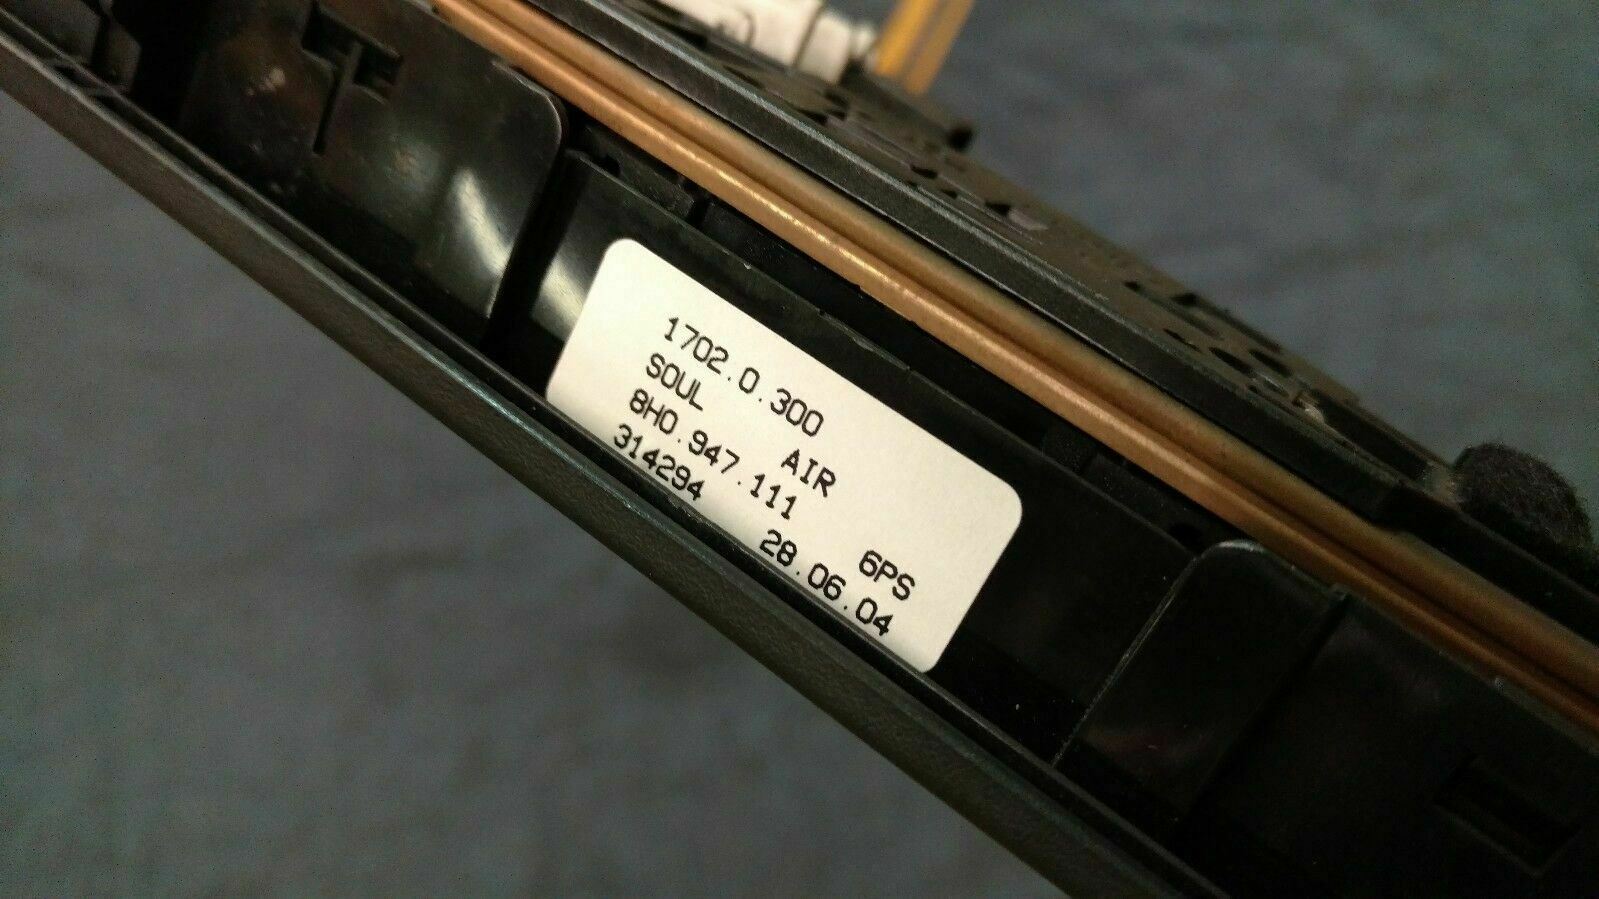 1702.0.300
SOUL AIR
8H0.947.111 6PS
314294 28.06.04